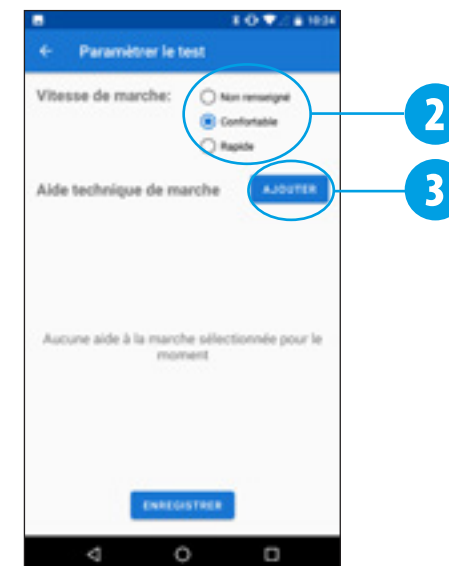 10:34
Paramètrer le test
Vitesse de marche:
Non renseigné
Confortable
Rapide
2
Aide technique de marche
AJOUTER
3
Aucune aide à la marche sélectionnée pour le
moment
ENREGISTRER